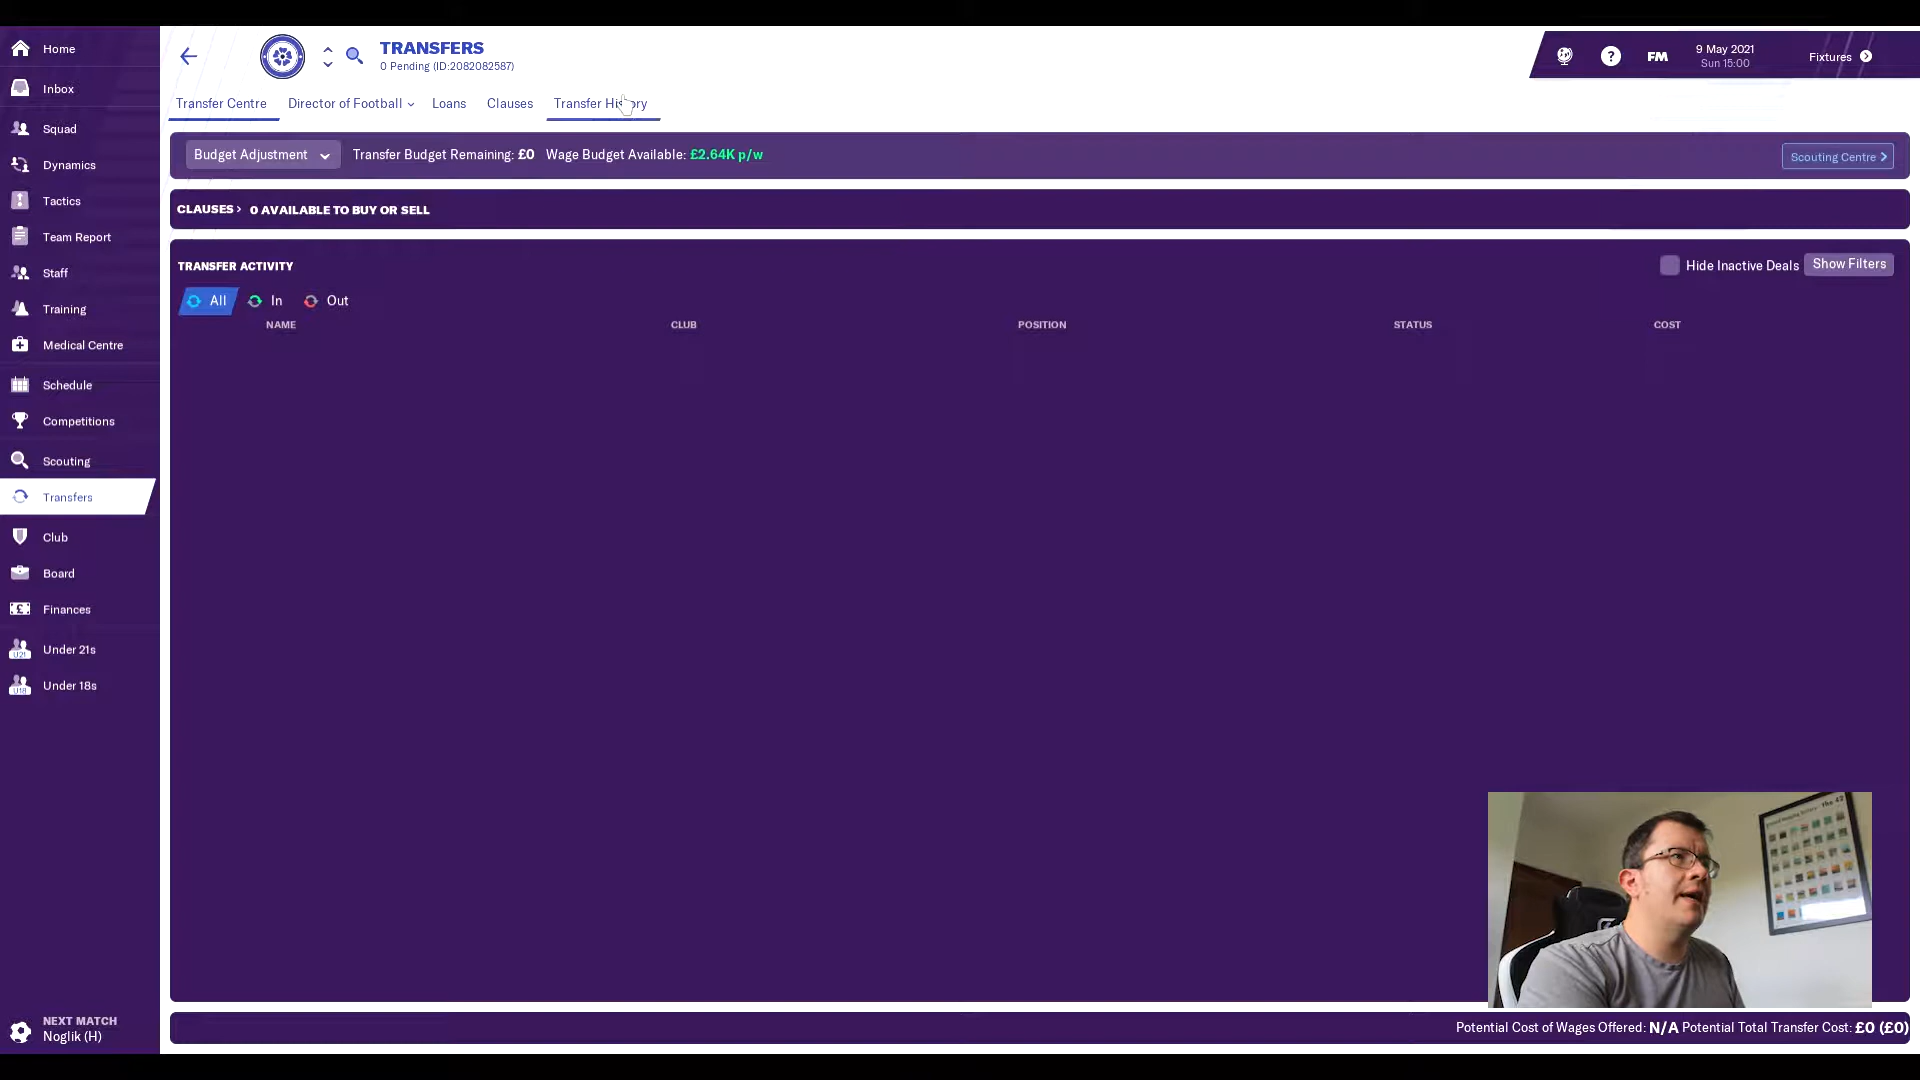 Home
Inbox
Squad
Dynamics
Tactics
Team Report
Staff
Training
Medical Centre
Schedule
Competitions
Scouting
Transfers
Club
Board
Finances
Under 21s
Under 18s
NEXT MATCH
Noglik (H)
TRANSFERS
0 Pending (ID:2082082587)
FM
9 May 2021
Sun 15:00
Fixtures
Transfer Centre Director of Football Loans Clauses Transfer History
Budget Adjustment Transfer Budget Remaining: £0 Wage Budget Available: £2.64K p/w Scouting Centre >
CLAUSES > 0 AVAILABLE TO BUY OR SELL
TRANSFER ACTIVITY Hide Inactive Deals Show Filters
All In Out
NAME CLUB POSITION STATUS COST
Potential Cost of Wages Offered: N/A Potential Total Transfer Cost: £0 (£0)